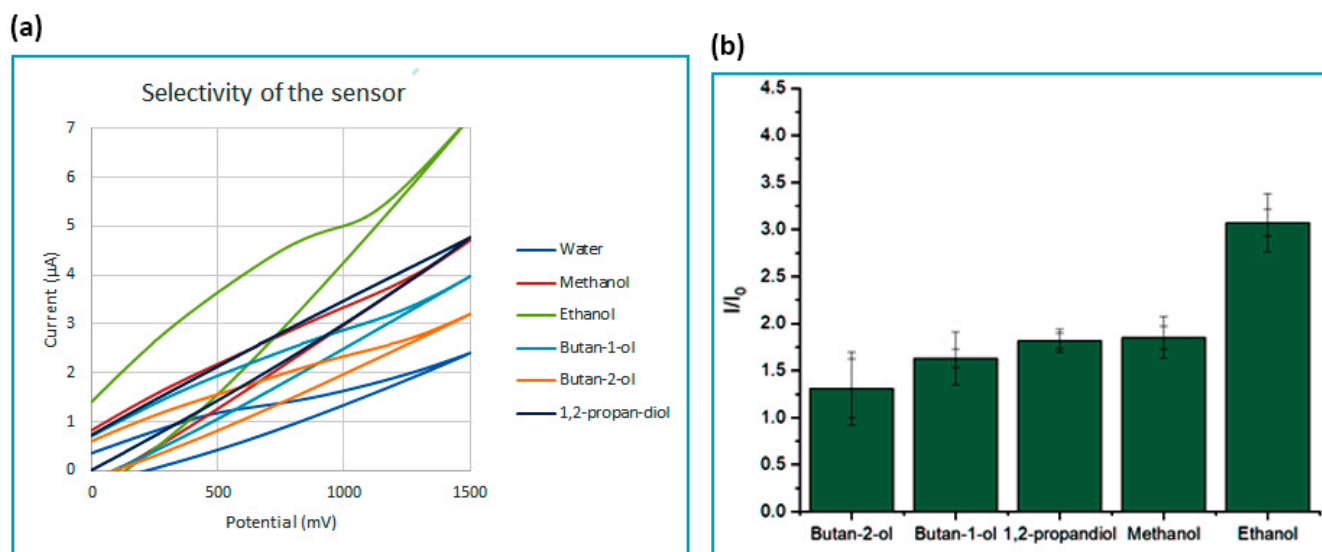 (a)
Selectivity of the sensor
7
6
5
4
3
2
1
0
Current (µA)
0 500 1000 1500
Potential (mV)
Water
Methanol
Ethanol
Butan-1-ol
Butan-2-ol
1,2-propan-diol
(b)
4.5
4.0
3.5
3.0
2.5
2.0
1.5
1.0
0.5
0.0
I/I0
Butan-2-ol Butan-1-ol 1,2-propandiol Methanol Ethanol